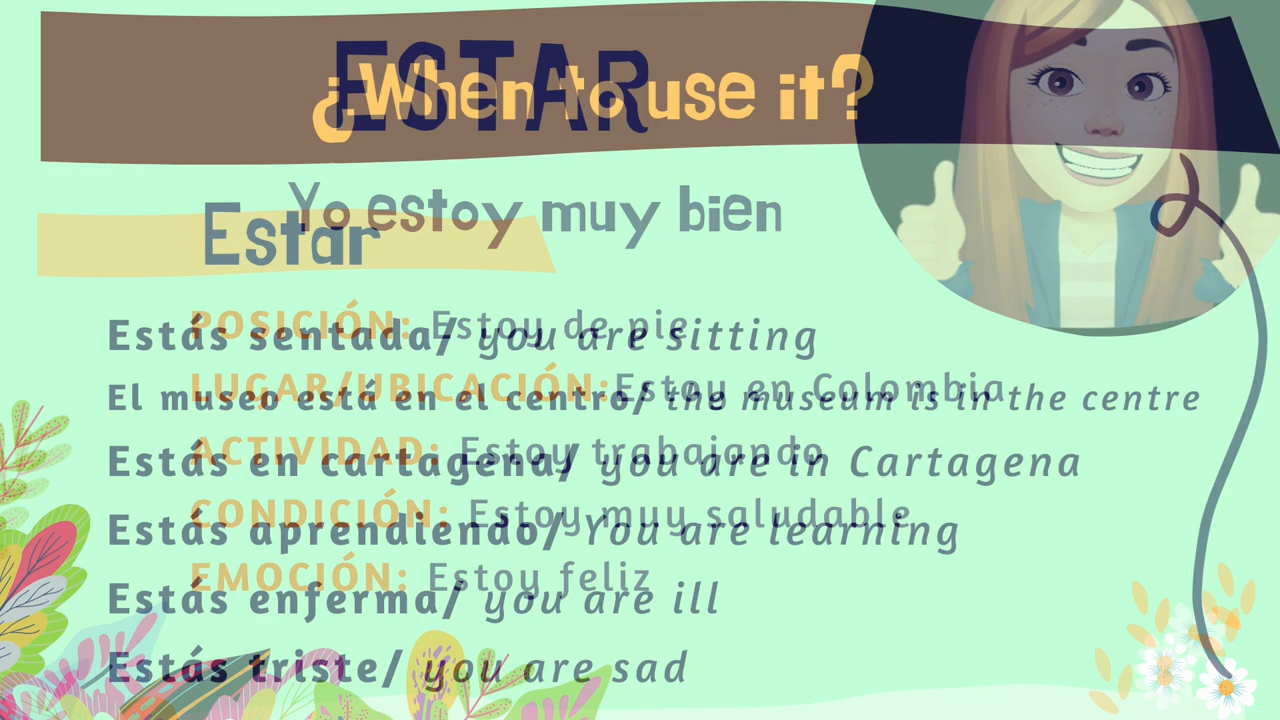 ESTAR
¿When to use it?
Yo estoy muy bien
Estar
POSICIÓN: Estoy de pie
Estás sentada/ you are sitting
LUGAR/UBICACIÓN:Estoy en Colombia
El museo está en el centro/ the museum is in the centre
ACTIVIDAD: Estoy trabajando
Estás en cartagena/ you are in Cartagena
CONDICIÓN: Estoy muy saludable
Estás aprendiendo/ You are learning
EMOCIÓN: Estoy feliz
Estás enferma/ you are ill
Estás triste/ you are sad